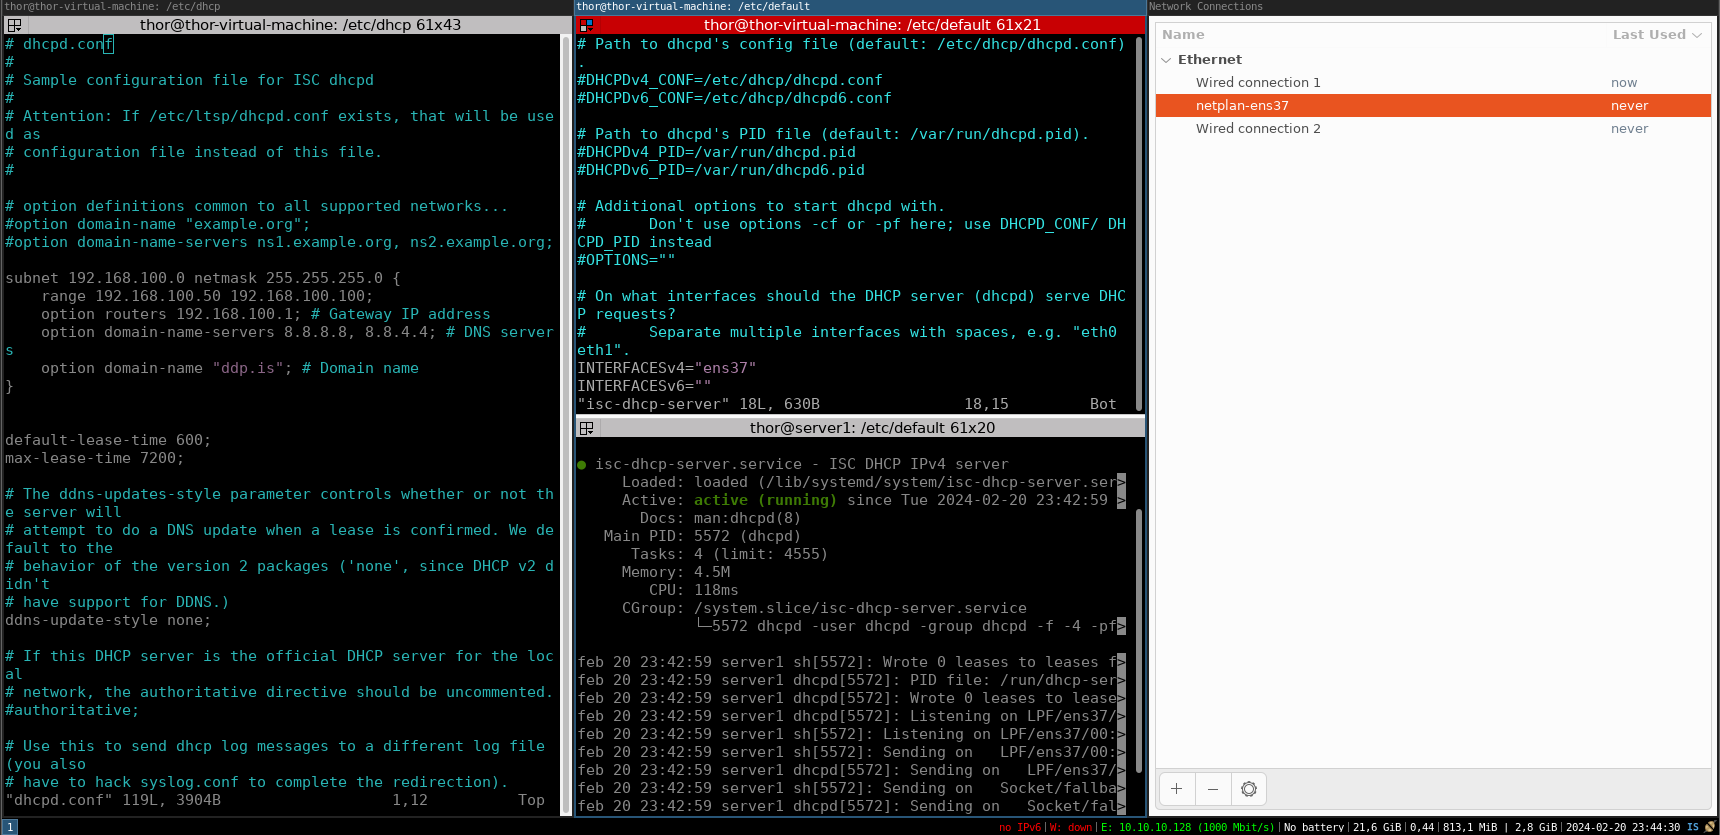 thor@thor-virtual-machine: /etc/dhcp
thor@thor-virtual-machine: /etc/dhcp 61x43
# dhcpd.conf
#
# Sample configuration file for ISC dhcpd
#
# Attention: If /etc/ltsp/dhcpd.conf exists, that will be use
d as
# configuration file instead of this file.
#
# option definitions common to all supported networks...
#option domain-name "example.org";
#option domain-name-servers ns1.example.org, ns2.example.org;
subnet 192.168.100.0 netmask 255.255.255.0 {
range 192.168.100.50 192.168.100.100;
option routers 192.168.100.1; # Gateway IP address
option domain-name-servers 8.8.8.8, 8.8.4.4; # DNS server
s
option domain-name "ddp.is"; # Domain name
}
default-lease-time 600;
max-lease-time 7200;
# The ddns-updates-style parameter controls whether or not th
e server will
# attempt to do a DNS update when a lease is confirmed. We de
fault to the
# behavior of the version 2 packages ('none', since DHCP v2 d
idn't
# have support for DDNS.)
ddns-update-style none;
# If this DHCP server is the official DHCP server for the loc
al
# network, the authoritative directive should be uncommented.
#authoritative;
# Use this to send dhcp log messages to a different log file
(you also
# have to hack syslog.conf to complete the redirection).
"dhcpd.conf" 119L, 3904B 1,12 Top
thor@thor-virtual-machine: /etc/default
thor@thor-virtual-machine: /etc/default 61x21
# Path to dhcpd's config file (default: /etc/dhcp/dhcpd.conf)
.
#DHCPDv4_CONF=/etc/dhcp/dhcpd.conf
#DHCPDv6_CONF=/etc/dhcp/dhcpd6.conf
# Path to dhcpd's PID file (default: /var/run/dhcpd.pid).
#DHCPDv4_PID=/var/run/dhcpd.pid
#DHCPDv6_PID=/var/run/dhcpd6.pid
# Additional options to start dhcpd with.
# Don't use options -cf or -pf here; use DHCPD_CONF/ DH
CPD_PID instead
#OPTIONS=""
# On what interfaces should the DHCP server (dhcpd) serve DHC
P requests?
# Separate multiple interfaces with spaces, e.g. "eth0
eth1".
INTERFACESv4="ens37"
INTERFACESv6=""
"isc-dhcp-server" 18L, 630B 18,15 Bot
thor@server1: /etc/default 61x20
● isc-dhcp-server.service - ISC DHCP IPv4 server
Loaded: loaded (/lib/systemd/system/isc-dhcp-server.ser>
Active: active (running) since Tue 2024-02-20 23:42:59 >
Docs: man:dhcpd(8)
Main PID: 5572 (dhcpd)
Tasks: 4 (limit: 4555)
Memory: 4.5M
CPU: 118ms
CGroup: /system.slice/isc-dhcp-server.service
└─5572 dhcpd -user dhcpd -group dhcpd -f -4 -pf>
feb 20 23:42:59 server1 sh[5572]: Wrote 0 leases to leases f>
feb 20 23:42:59 server1 dhcpd[5572]: PID file: /run/dhcp-ser>
feb 20 23:42:59 server1 dhcpd[5572]: Wrote 0 leases to lease>
feb 20 23:42:59 server1 dhcpd[5572]: Listening on LPF/ens37/>
feb 20 23:42:59 server1 sh[5572]: Listening on LPF/ens37/00:>
feb 20 23:42:59 server1 sh[5572]: Sending on   LPF/ens37/00:>
feb 20 23:42:59 server1 dhcpd[5572]: Sending on   LPF/ens37/>
feb 20 23:42:59 server1 sh[5572]: Sending on   Socket/fallba>
feb 20 23:42:59 server1 dhcpd[5572]: Sending on   Socket/fal>
Network Connections
Name Last Used
Ethernet
Wired connection 1 now
netplan-ens37 never
Wired connection 2 never
1
no IPv6|W: down|E: 10.10.10.128 (1000 Mbit/s)|No battery|21,6 GiB|0,44|813,1 MiB | 2,8 GiB|2024-02-20 23:44:30 IS